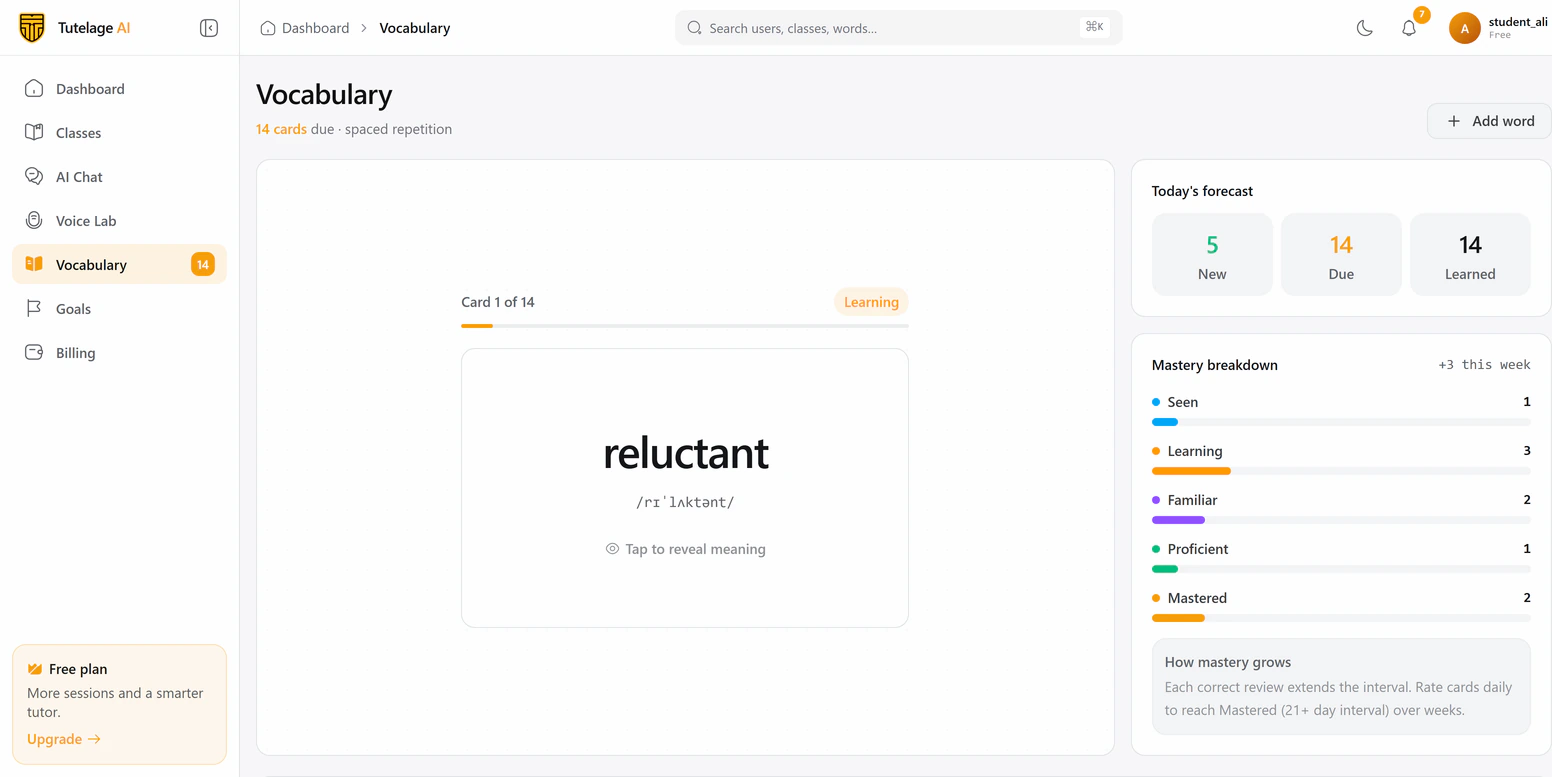 Tutelage AI
Dashboard
Classes
AI Chat
Voice Lab
Vocabulary 14
Goals
Billing
Free plan
More sessions and a smarter
tutor.
Upgrade →
Dashboard > Vocabulary
Search users, classes, words... ⌘K
7
A
student_ali
Free
Vocabulary
14 cards due · spaced repetition
+ Add word
Card 1 of 14 Learning
reluctant
/rɪˈlʌktənt/
Tap to reveal meaning
Today's forecast
5 14 14
New Due Learned
Mastery breakdown +3 this week
Seen 1
Learning 3
Familiar 2
Proficient 1
Mastered 2
How mastery grows
Each correct review extends the interval. Rate cards daily
to reach Mastered (21+ day interval) over weeks.